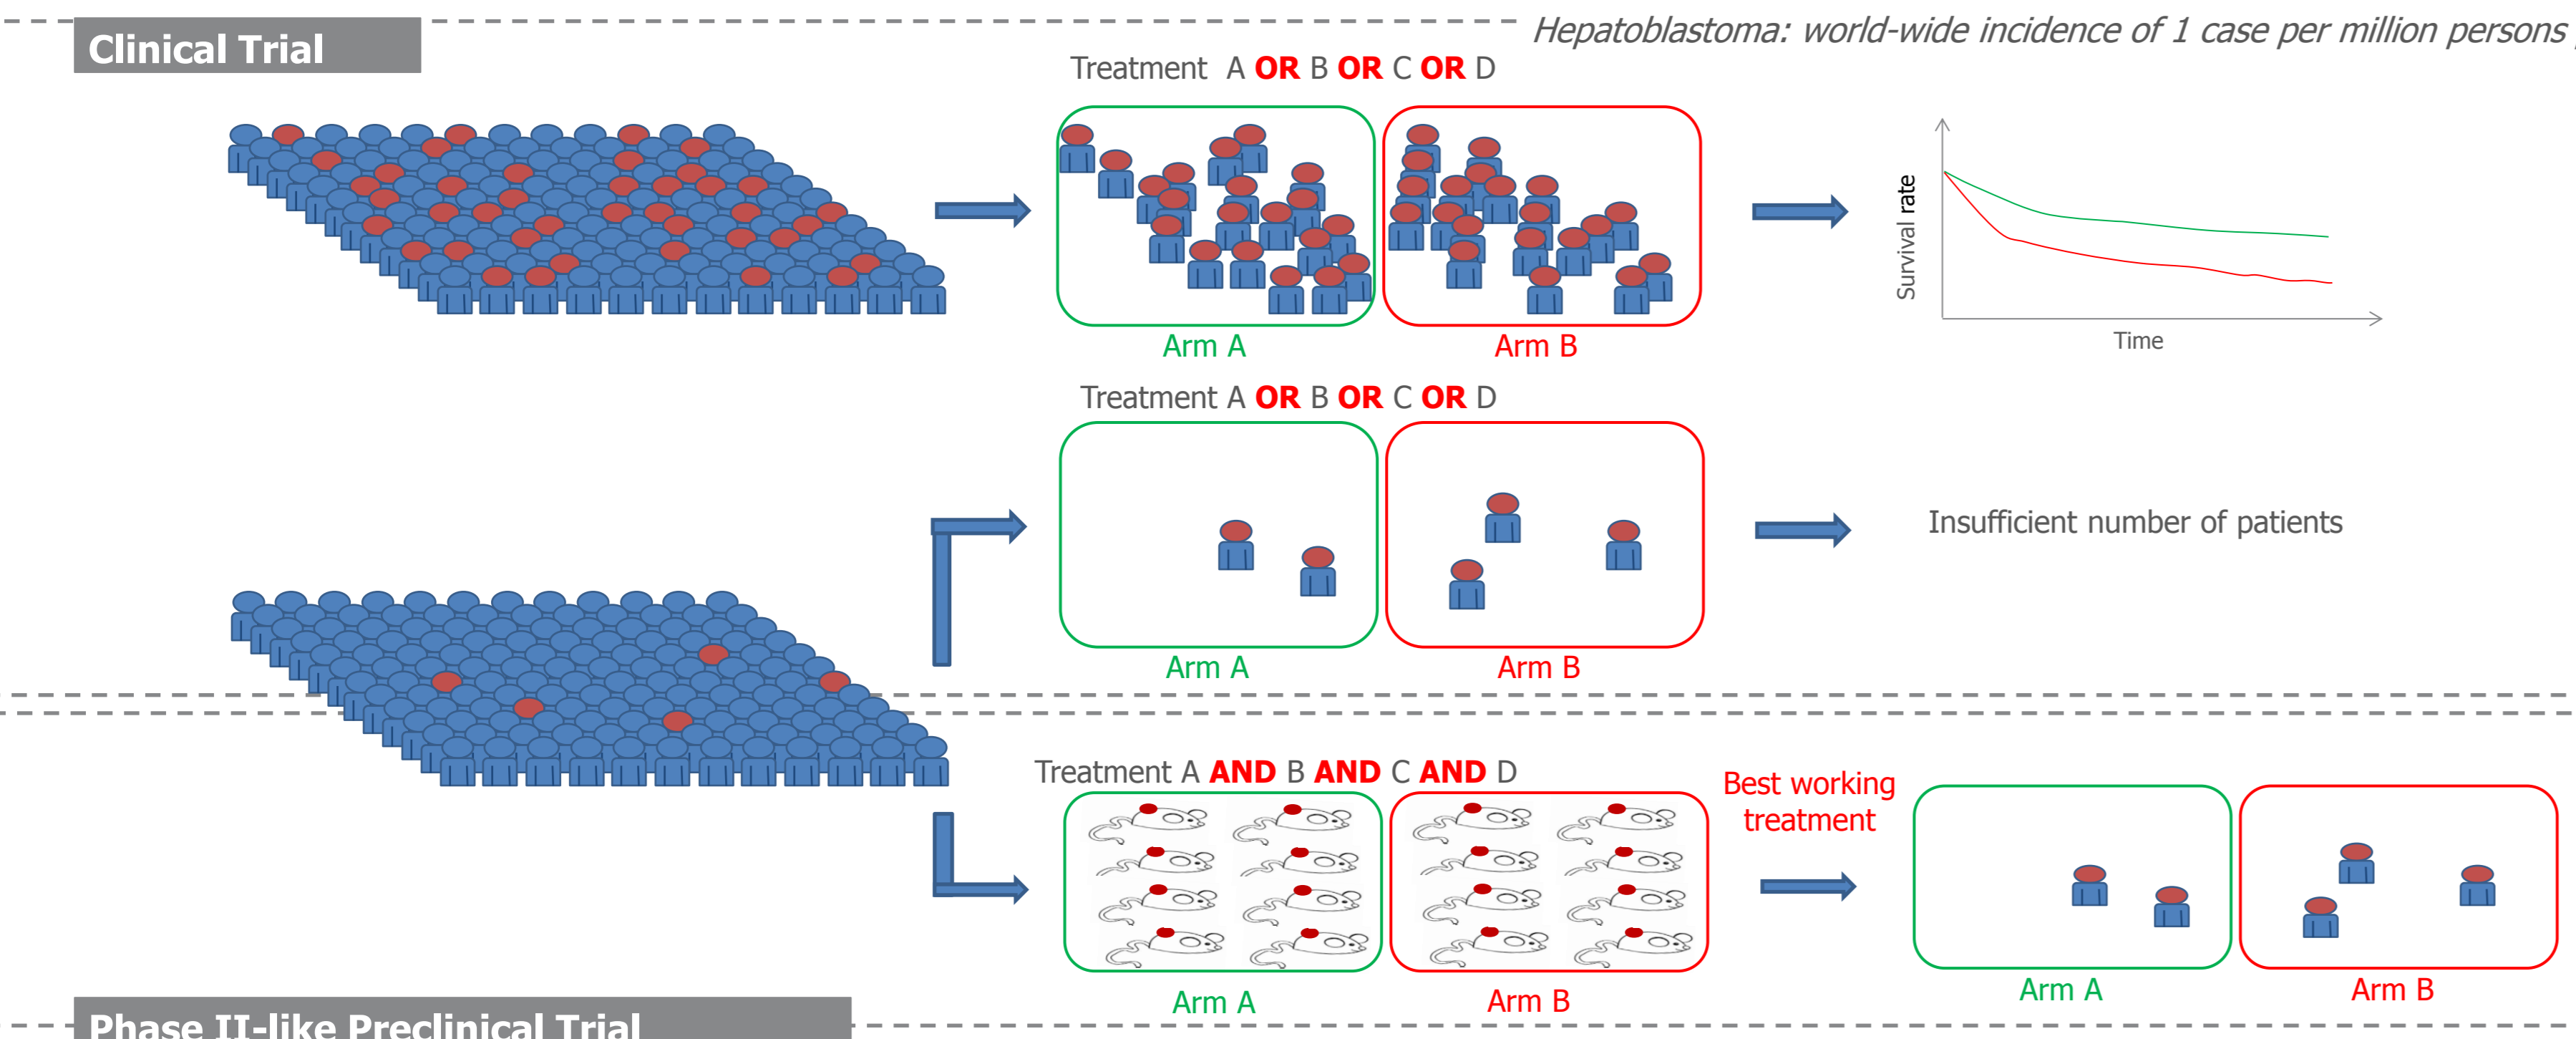 Clinical Trial
Hepatoblastoma: world-wide incidence of 1 case per million persons
Treatment A OR B OR C OR D
Arm A
Arm B
Survival rate
Time
Treatment A OR B OR C OR D
Arm A
Arm B
Insufficient number of patients
Treatment A AND B AND C AND D
Arm A
Arm B
Best working
treatment
Arm A
Arm B
Phase II-like Preclinical Trial